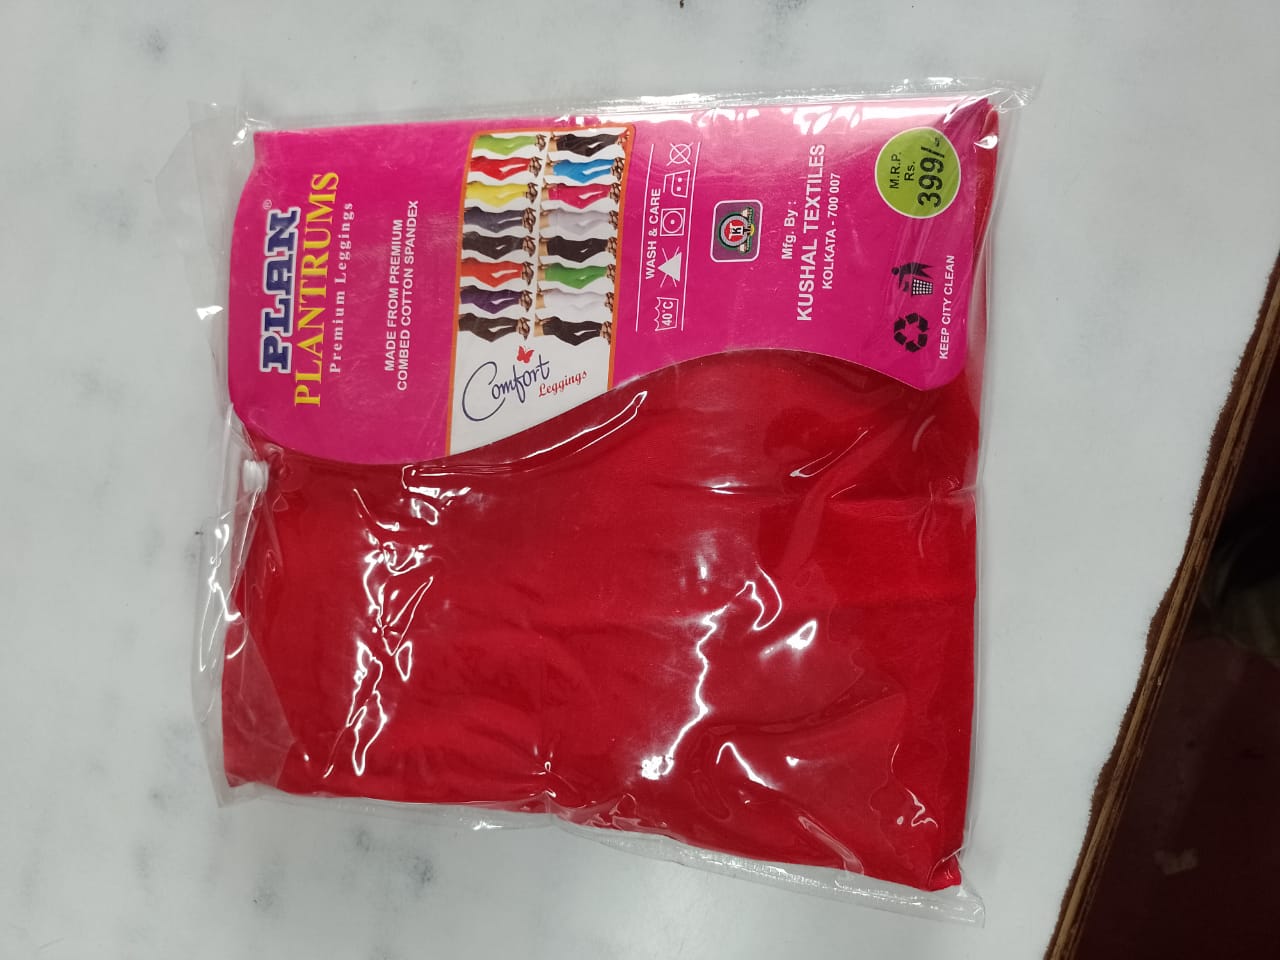 PLAN®
PLANTRUMS
Premium Leggings
MADE FROM PREMIUM
COMBED COTTON SPANDEX
Comfort
Leggings
WASH & CARE
40°C
K
Mfg. By :
KUSHAL TEXTILES
KOLKATA - 700 007
M.R.P.
Rs.
399/-
KEEP CITY CLEAN